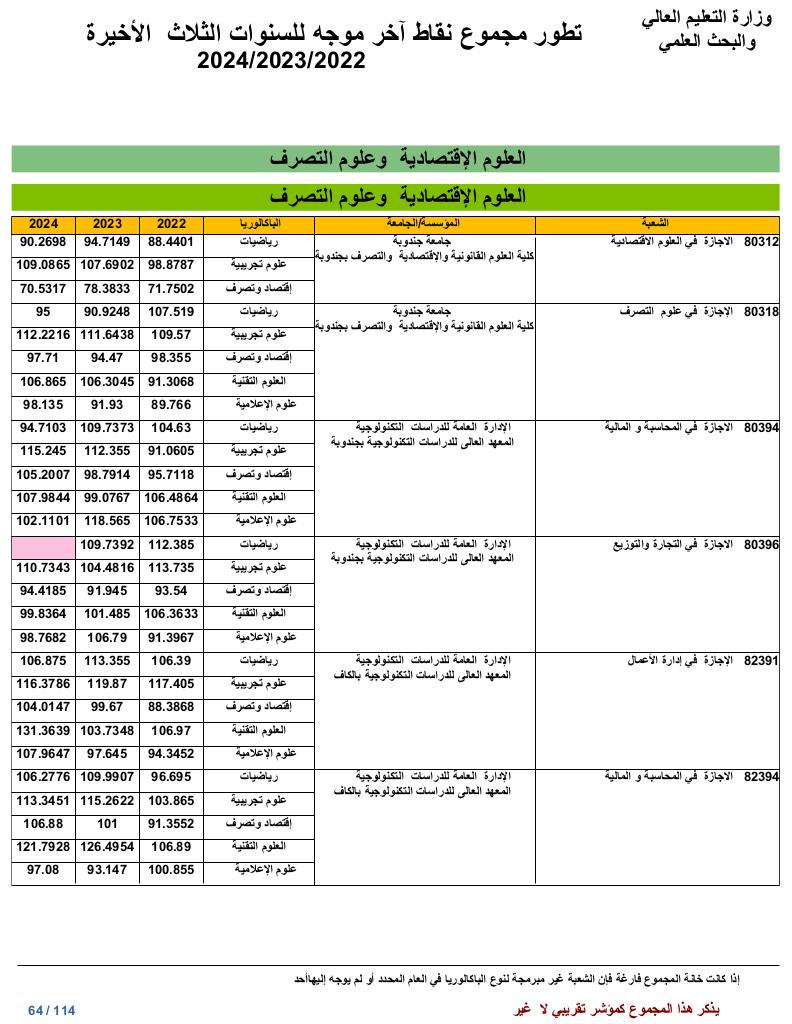 وزارة التعليم العالي
والبحث العلمي
تطور مجموع نقاط آخر موجه للسنوات الثلاث الأخيرة
2024/2023/2022
العلوم الإقتصادية وعلوم التصرف
العلوم الإقتصادية وعلوم التصرف
الشعبة المؤسسة/الجامعة الباكالوريا 2022 2023 2024
80312 الاجازة في العلوم الاقتصادية جامعة جندوبة رياضيات 88.4401 94.7149 90.2698
كلية العلوم القانونية والإقتصادية والتصرف بجندوبة علوم تجريبية 98.8787 107.6902 109.0865
إقتصاد وتصرف 71.7502 78.3833 70.5317
80318 الإجازة في علوم التصرف جامعة جندوبة رياضيات 107.519 90.9248 95
كلية العلوم القانونية والإقتصادية والتصرف بجندوبة علوم تجريبية 109.57 111.6438 112.2216
إقتصاد وتصرف 98.355 94.47 97.71
العلوم التقنية 91.3068 106.3045 106.865
علوم الإعلامية 89.766 91.93 98.135
80394 الاجازة في المحاسبة و المالية الإدارة العامة للدراسات التكنولوجية رياضيات 104.63 109.7373 94.7103
المعهد العالى للدراسات التكنولوجية بجندوبة علوم تجريبية 91.0605 112.355 115.245
إقتصاد وتصرف 95.7118 98.7914 105.2007
العلوم التقنية 106.4864 99.0767 107.9844
علوم الإعلامية 106.7533 118.565 102.1101
80396 الاجازة في التجارة والتوزيع الإدارة العامة للدراسات التكنولوجية رياضيات 112.385 109.7392
المعهد العالى للدراسات التكنولوجية بجندوبة علوم تجريبية 113.735 104.4816 110.7343
إقتصاد وتصرف 93.54 91.945 94.4185
العلوم التقنية 106.3633 101.485 99.8364
علوم الإعلامية 91.3967 106.79 98.7682
82391 الإجازة في إدارة الأعمال الإدارة العامة للدراسات التكنولوجية رياضيات 106.39 113.355 106.875
المعهد العالى للدراسات التكنولوجية بالكاف علوم تجريبية 117.405 119.87 116.3786
إقتصاد وتصرف 88.3868 99.67 104.0147
العلوم التقنية 106.97 103.7348 131.3639
علوم الإعلامية 94.3452 97.645 107.9647
82394 الاجازة في المحاسبة و المالية الإدارة العامة للدراسات التكنولوجية رياضيات 96.695 109.9907 106.2776
المعهد العالى للدراسات التكنولوجية بالكاف علوم تجريبية 103.865 115.2622 113.3451
إقتصاد وتصرف 91.3552 101 106.88
العلوم التقنية 106.89 126.4954 121.7928
علوم الإعلامية 100.855 93.147 97.08
إذا كانت خانة المجموع فارغة فإن الشعبة غير مبرمجة لنوع الباكالوريا في العام المحدد أو لم يوجه إليهاأحد
يذكر هذا المجموع كمؤشر تقريبي لا غير
64 / 114